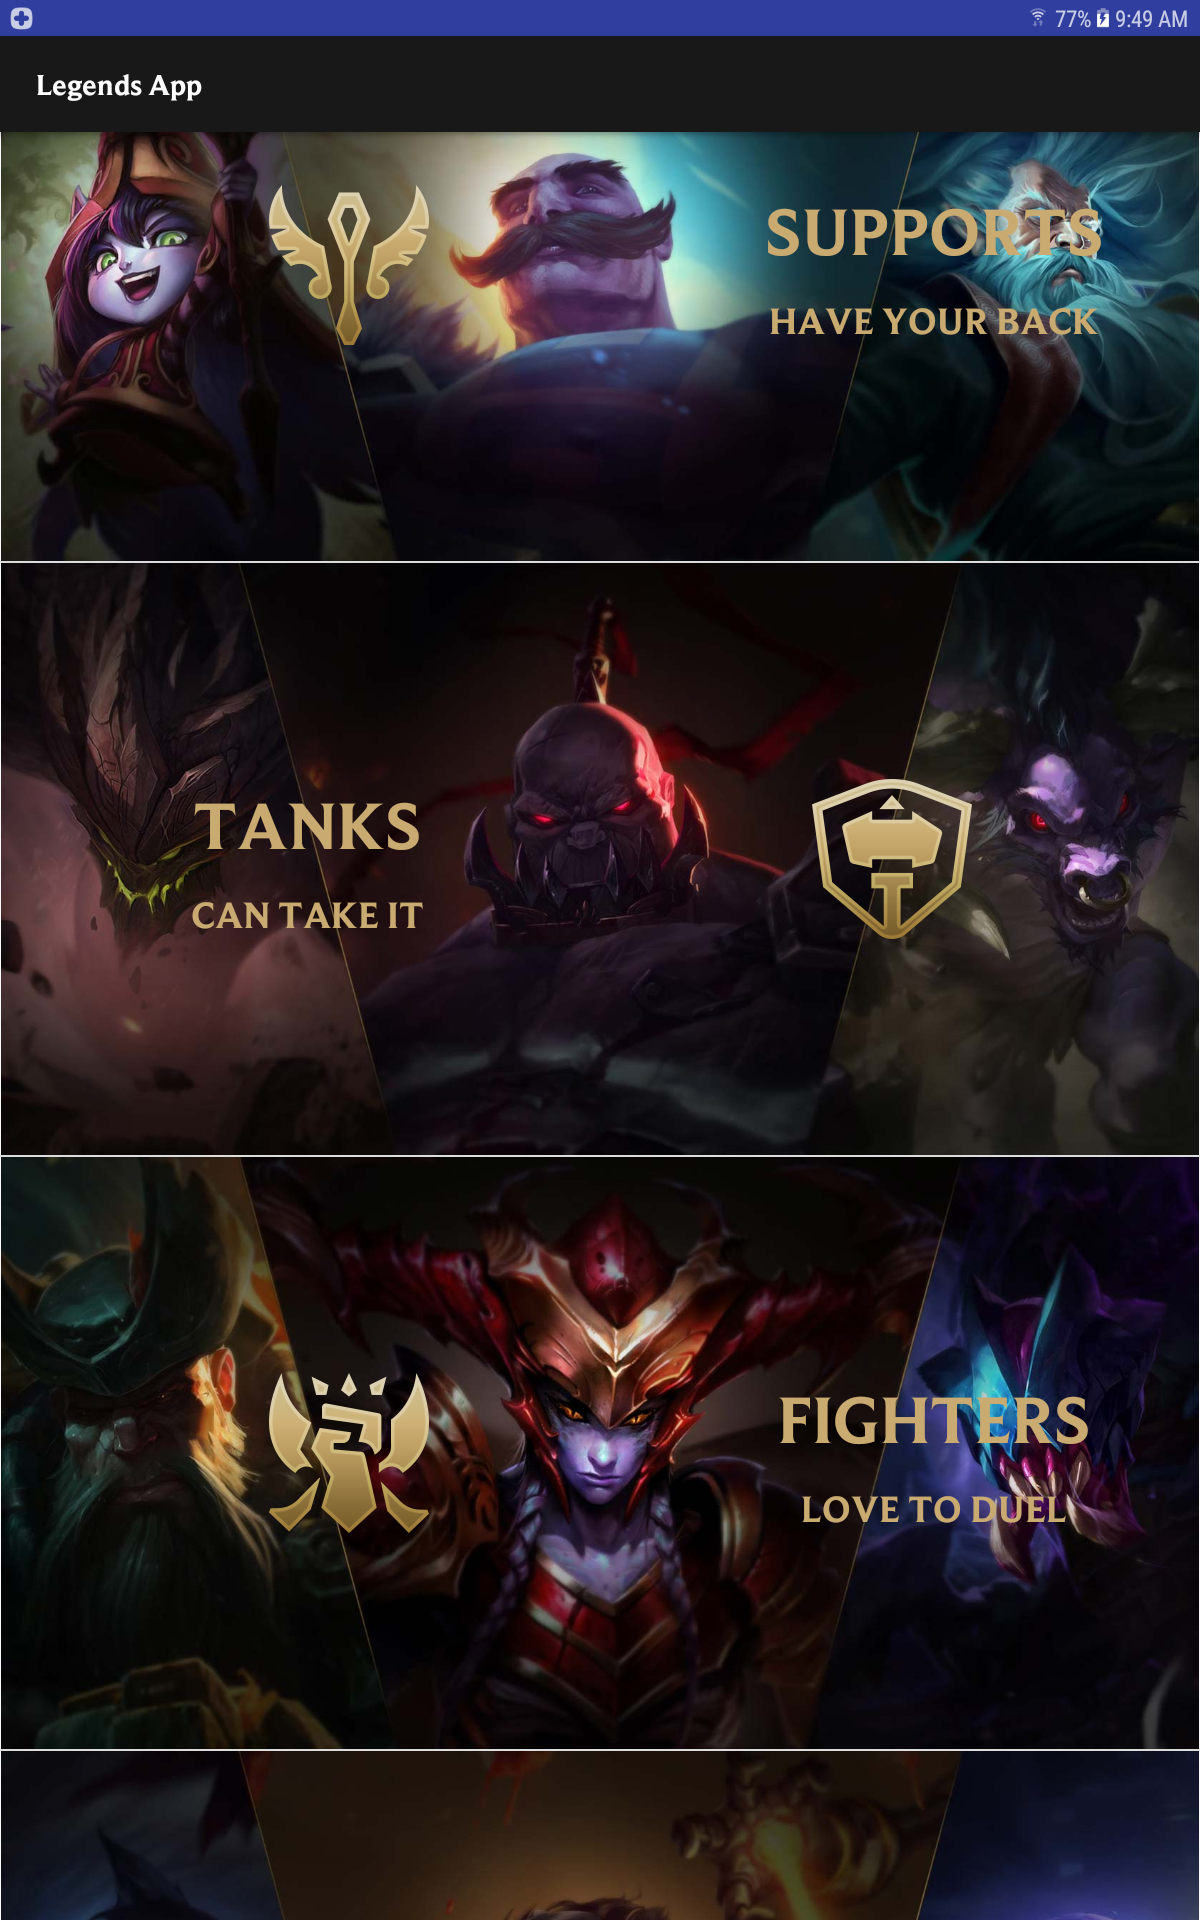 77% 9:49 AM
Legends App
SUPPORTS
HAVE YOUR BACK
TANKS
CAN TAKE IT
FIGHTERS
LOVE TO DUEL